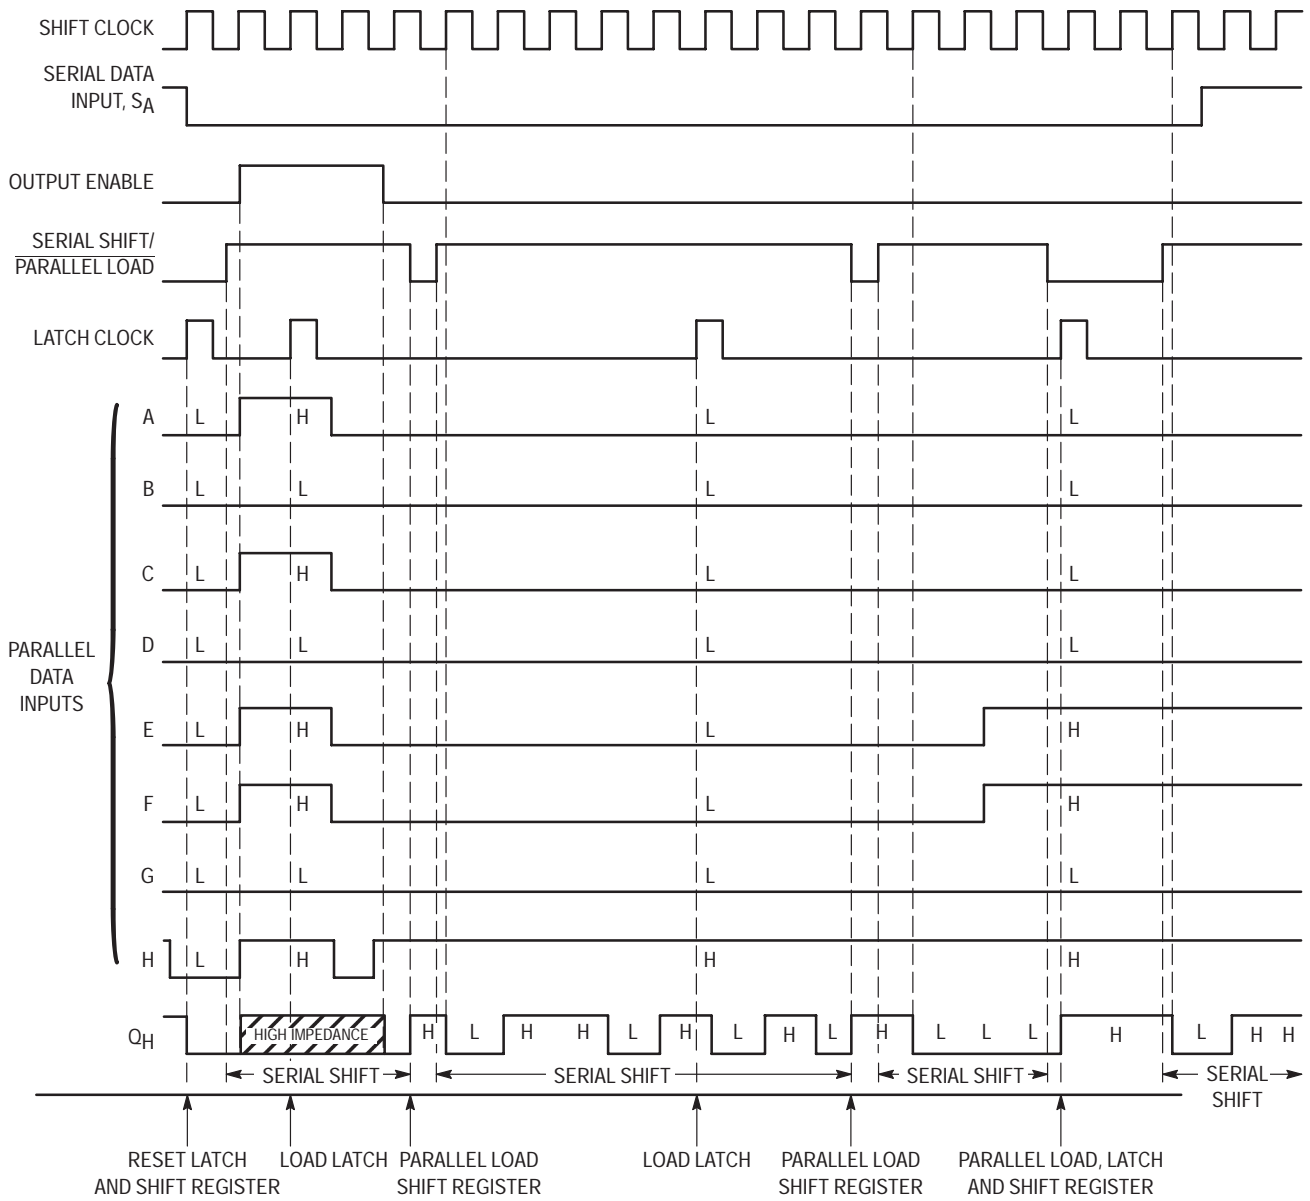 SHIFT CLOCK
SERIAL DATA
INPUT, SA
OUTPUT ENABLE
SERIAL SHIFT/
PARALLEL LOAD
LATCH CLOCK
A L H L L
B L L L L
C L H L L
D L L L L
PARALLEL
DATA
INPUTS
E L H L H
F L H L H
G L L L L
H L H H H
QH HIGH IMPEDANCE H L H H L H L H L H L L L H L H H
SERIAL SHIFT SERIAL SHIFT SERIAL SHIFT SERIAL
SHIFT
RESET LATCH
AND SHIFT REGISTER
LOAD LATCH
PARALLEL LOAD
SHIFT REGISTER
LOAD LATCH
PARALLEL LOAD
SHIFT REGISTER
PARALLEL LOAD, LATCH
AND SHIFT REGISTER